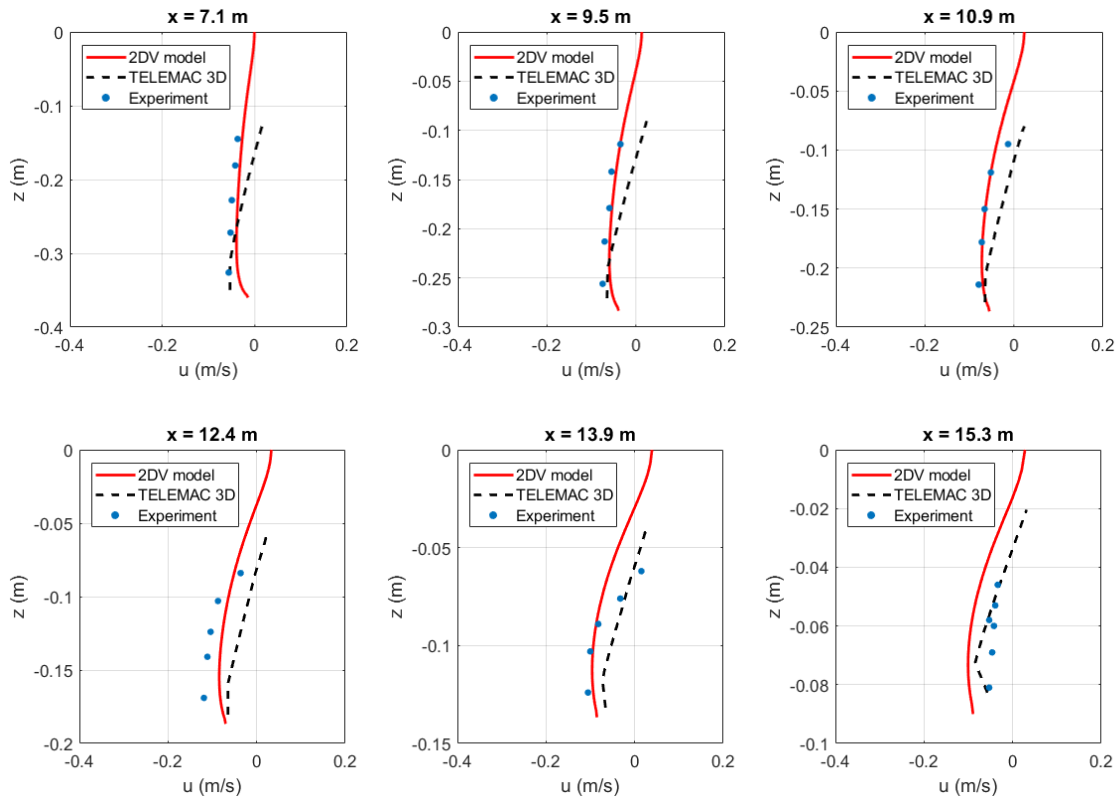 x = 7.1 m
0
-0.1
-0.2
-0.3
-0.4
z (m)
2DV model
TELEMAC 3D
Experiment
-0.4 -0.2 0 0.2
u (m/s)
x = 9.5 m
0
-0.05
-0.1
-0.15
-0.2
-0.25
-0.3
z (m)
2DV model
TELEMAC 3D
Experiment
-0.4 -0.2 0 0.2
u (m/s)
x = 10.9 m
0
-0.05
-0.1
-0.15
-0.2
-0.25
z (m)
2DV model
TELEMAC 3D
Experiment
-0.4 -0.2 0 0.2
u (m/s)
x = 12.4 m
0
-0.05
-0.1
-0.15
-0.2
z (m)
2DV model
TELEMAC 3D
Experiment
-0.4 -0.2 0 0.2
u (m/s)
x = 13.9 m
0
-0.05
-0.1
-0.15
z (m)
2DV model
TELEMAC 3D
Experiment
-0.4 -0.2 0 0.2
u (m/s)
x = 15.3 m
0
-0.02
-0.04
-0.06
-0.08
-0.1
z (m)
2DV model
TELEMAC 3D
Experiment
-0.4 -0.2 0 0.2
u (m/s)